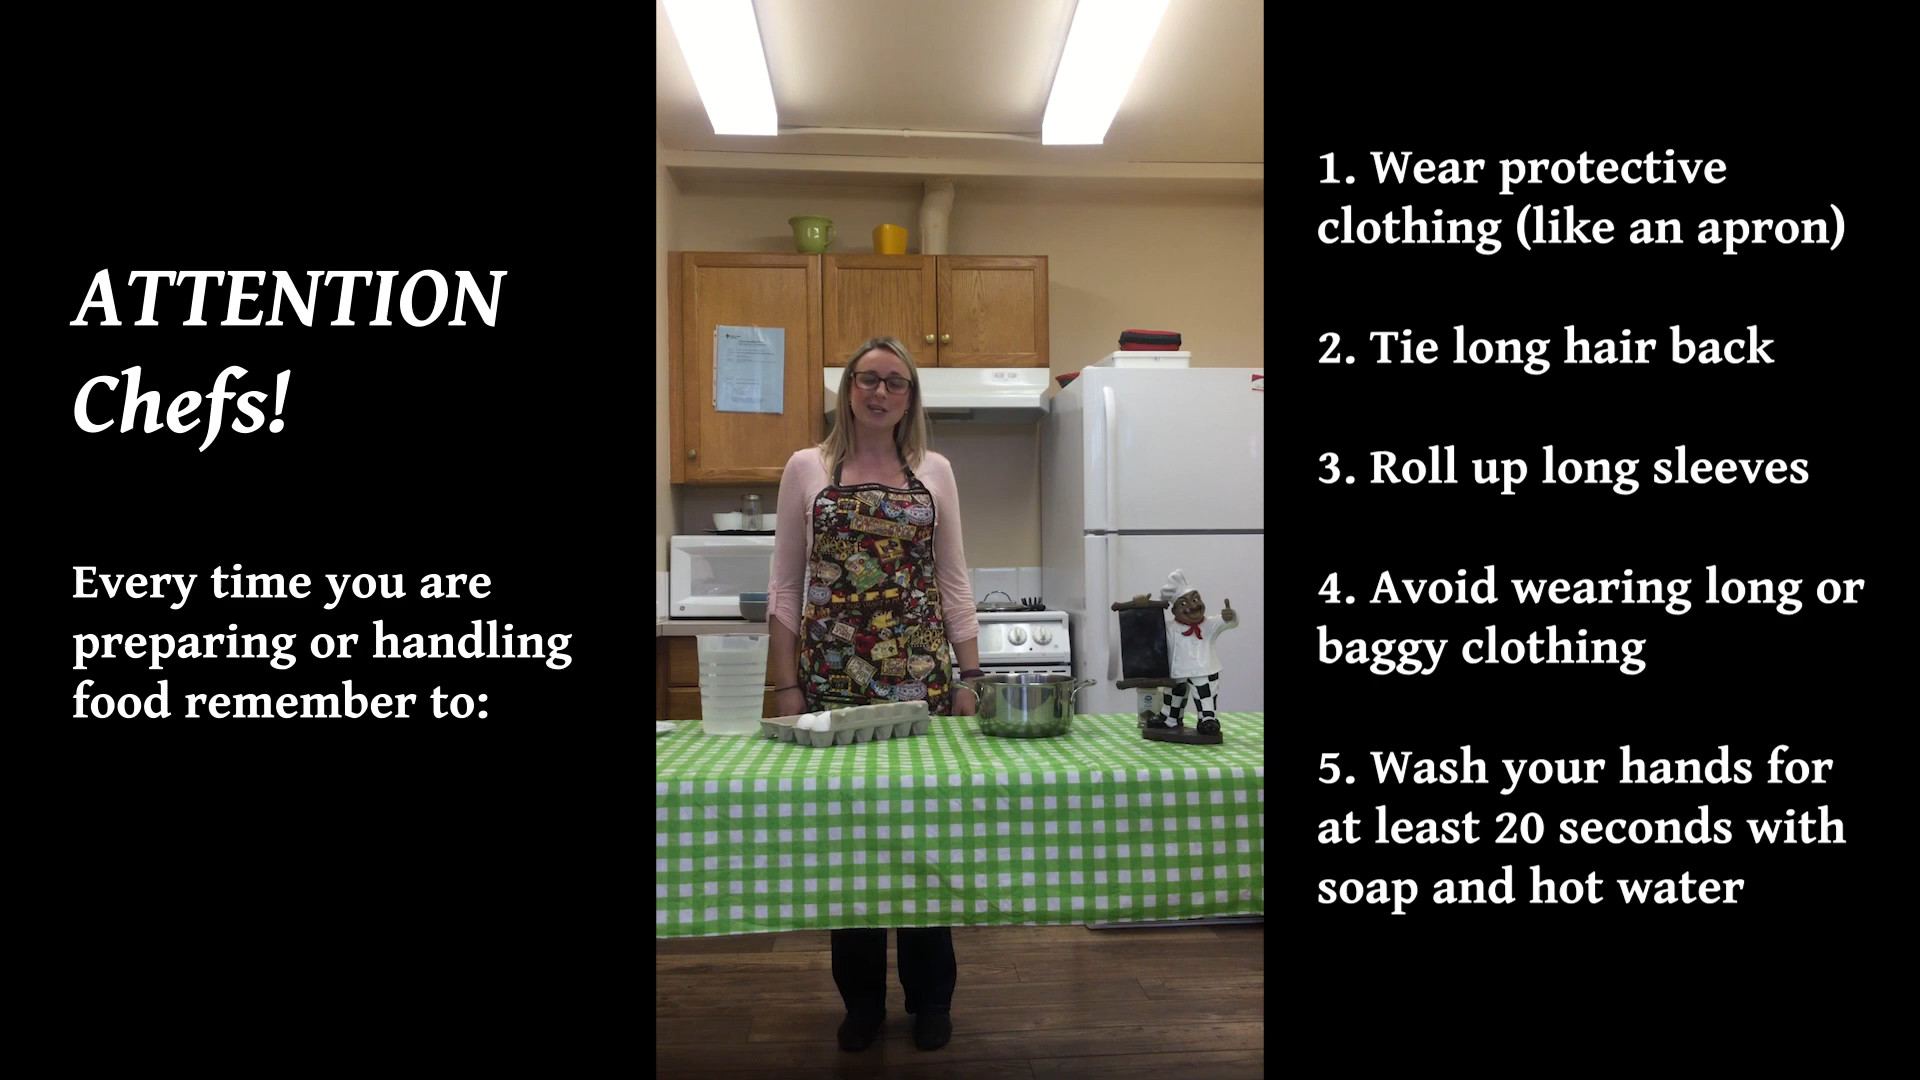 ATTENTION
Chefs!
Every time you are
preparing or handling
food remember to:
1. Wear protective
clothing (like an apron)
2. Tie long hair back
3. Roll up long sleeves
4. Avoid wearing long or
baggy clothing
5. Wash your hands for
at least 20 seconds with
soap and hot water